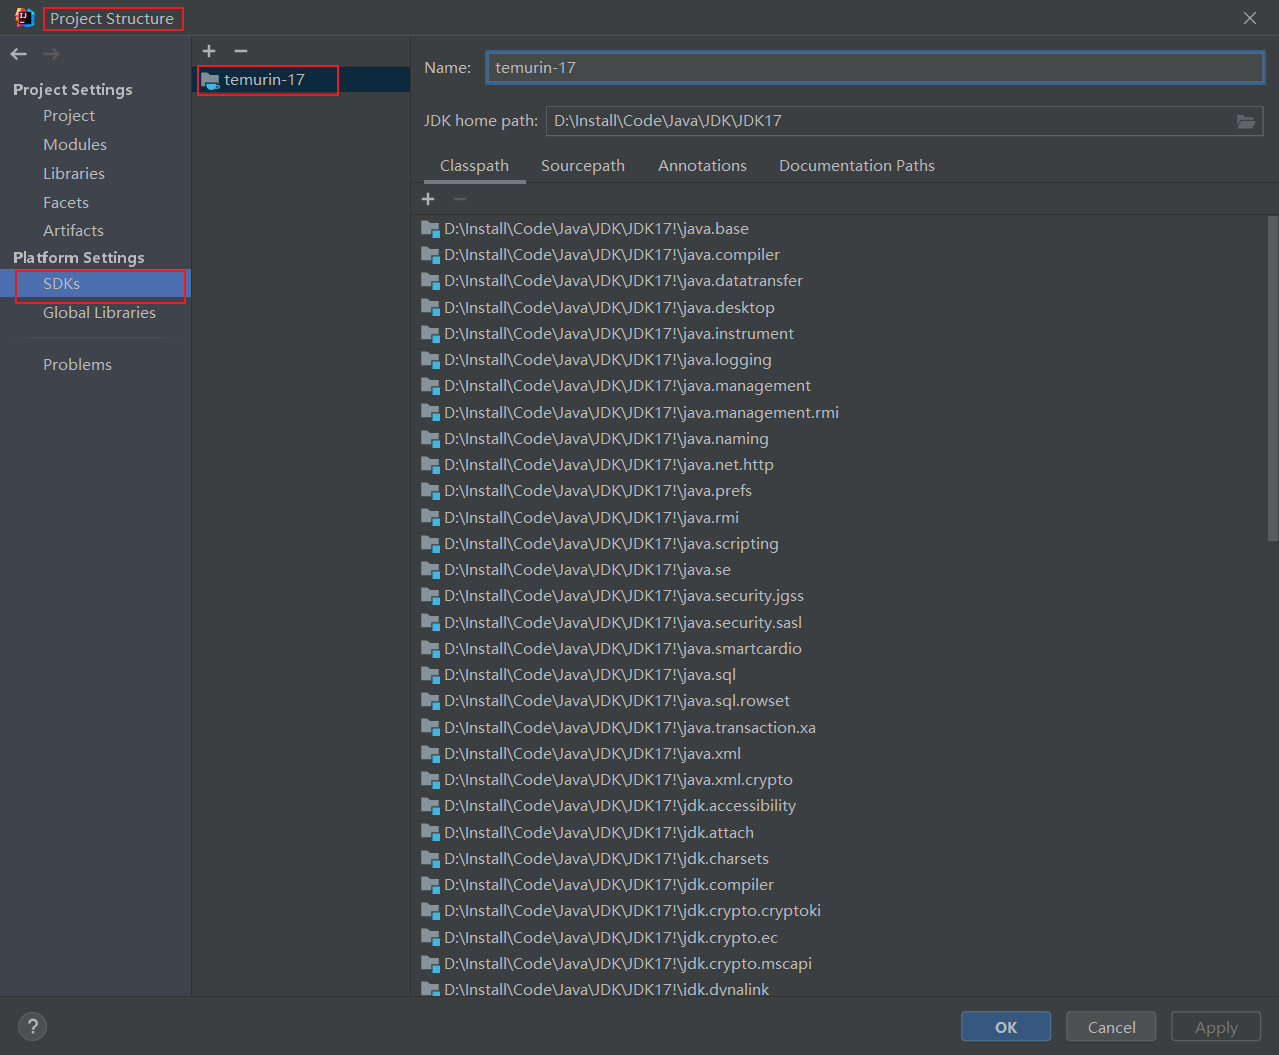 Project Structure
Project Settings
Project
Modules
Libraries
Facets
Artifacts
Platform Settings
SDKs
Global Libraries
Problems
temurin-17
Name: temurin-17
JDK home path: D:\Install\Code\Java\JDK\JDK17
Classpath Sourcepath Annotations Documentation Paths
D:\Install\Code\Java\JDK\JDK17!\java.base
D:\Install\Code\Java\JDK\JDK17!\java.compiler
D:\Install\Code\Java\JDK\JDK17!\java.datatransfer
D:\Install\Code\Java\JDK\JDK17!\java.desktop
D:\Install\Code\Java\JDK\JDK17!\java.instrument
D:\Install\Code\Java\JDK\JDK17!\java.logging
D:\Install\Code\Java\JDK\JDK17!\java.management
D:\Install\Code\Java\JDK\JDK17!\java.management.rmi
D:\Install\Code\Java\JDK\JDK17!\java.naming
D:\Install\Code\Java\JDK\JDK17!\java.net.http
D:\Install\Code\Java\JDK\JDK17!\java.prefs
D:\Install\Code\Java\JDK\JDK17!\java.rmi
D:\Install\Code\Java\JDK\JDK17!\java.scripting
D:\Install\Code\Java\JDK\JDK17!\java.se
D:\Install\Code\Java\JDK\JDK17!\java.security.jgss
D:\Install\Code\Java\JDK\JDK17!\java.security.sasl
D:\Install\Code\Java\JDK\JDK17!\java.smartcardio
D:\Install\Code\Java\JDK\JDK17!\java.sql
D:\Install\Code\Java\JDK\JDK17!\java.sql.rowset
D:\Install\Code\Java\JDK\JDK17!\java.transaction.xa
D:\Install\Code\Java\JDK\JDK17!\java.xml
D:\Install\Code\Java\JDK\JDK17!\java.xml.crypto
D:\Install\Code\Java\JDK\JDK17!\jdk.accessibility
D:\Install\Code\Java\JDK\JDK17!\jdk.attach
D:\Install\Code\Java\JDK\JDK17!\jdk.charsets
D:\Install\Code\Java\JDK\JDK17!\jdk.compiler
D:\Install\Code\Java\JDK\JDK17!\jdk.crypto.cryptoki
D:\Install\Code\Java\JDK\JDK17!\jdk.crypto.ec
D:\Install\Code\Java\JDK\JDK17!\jdk.crypto.mscapi
D:\Install\Code\Java\JDK\JDK17!\jdk.dynalink
? OK Cancel Apply